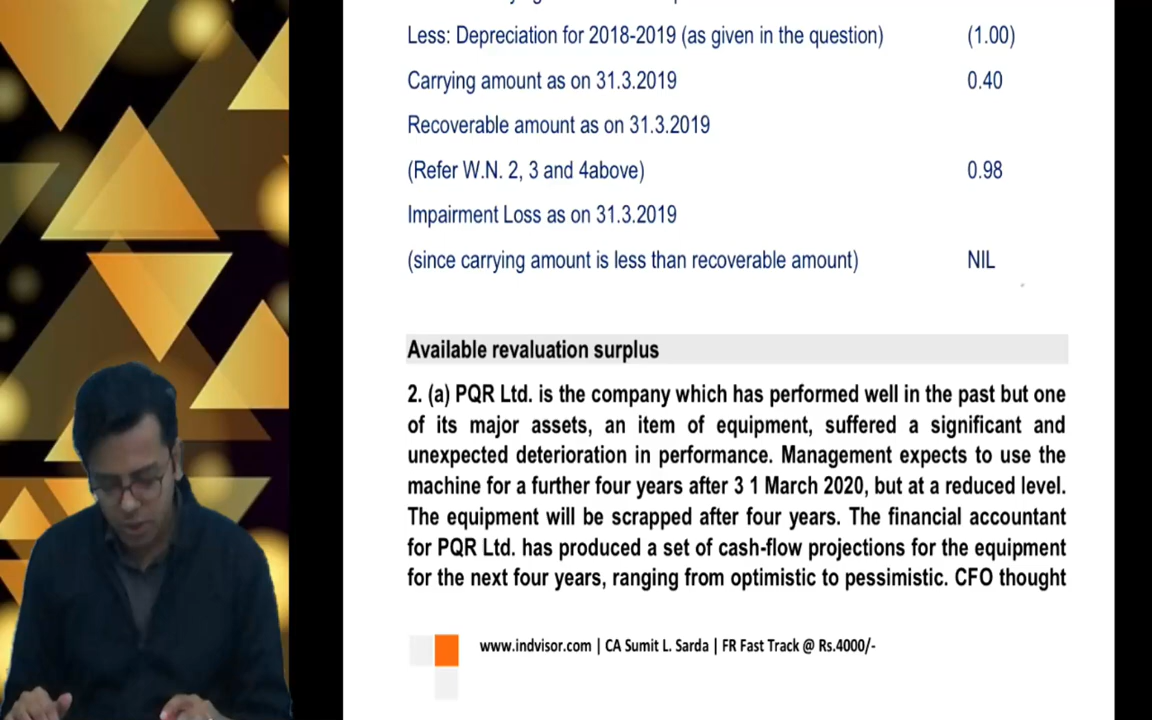 Less: Depreciation for 2018-2019 (as given in the question) (1.00)
Carrying amount as on 31.3.2019 0.40
Recoverable amount as on 31.3.2019
(Refer W.N. 2, 3 and 4above) 0.98
Impairment Loss as on 31.3.2019
(since carrying amount is less than recoverable amount) NIL
Available revaluation surplus
2. (a) PQR Ltd. is the company which has performed well in the past but one
of its major assets, an item of equipment, suffered a significant and
unexpected deterioration in performance. Management expects to use the
machine for a further four years after 3 1 March 2020, but at a reduced level.
The equipment will be scrapped after four years. The financial accountant
for PQR Ltd. has produced a set of cash-flow projections for the equipment
for the next four years, ranging from optimistic to pessimistic. CFO thought
www.indvisor.com | CA Sumit L. Sarda | FR Fast Track @ Rs.4000/-